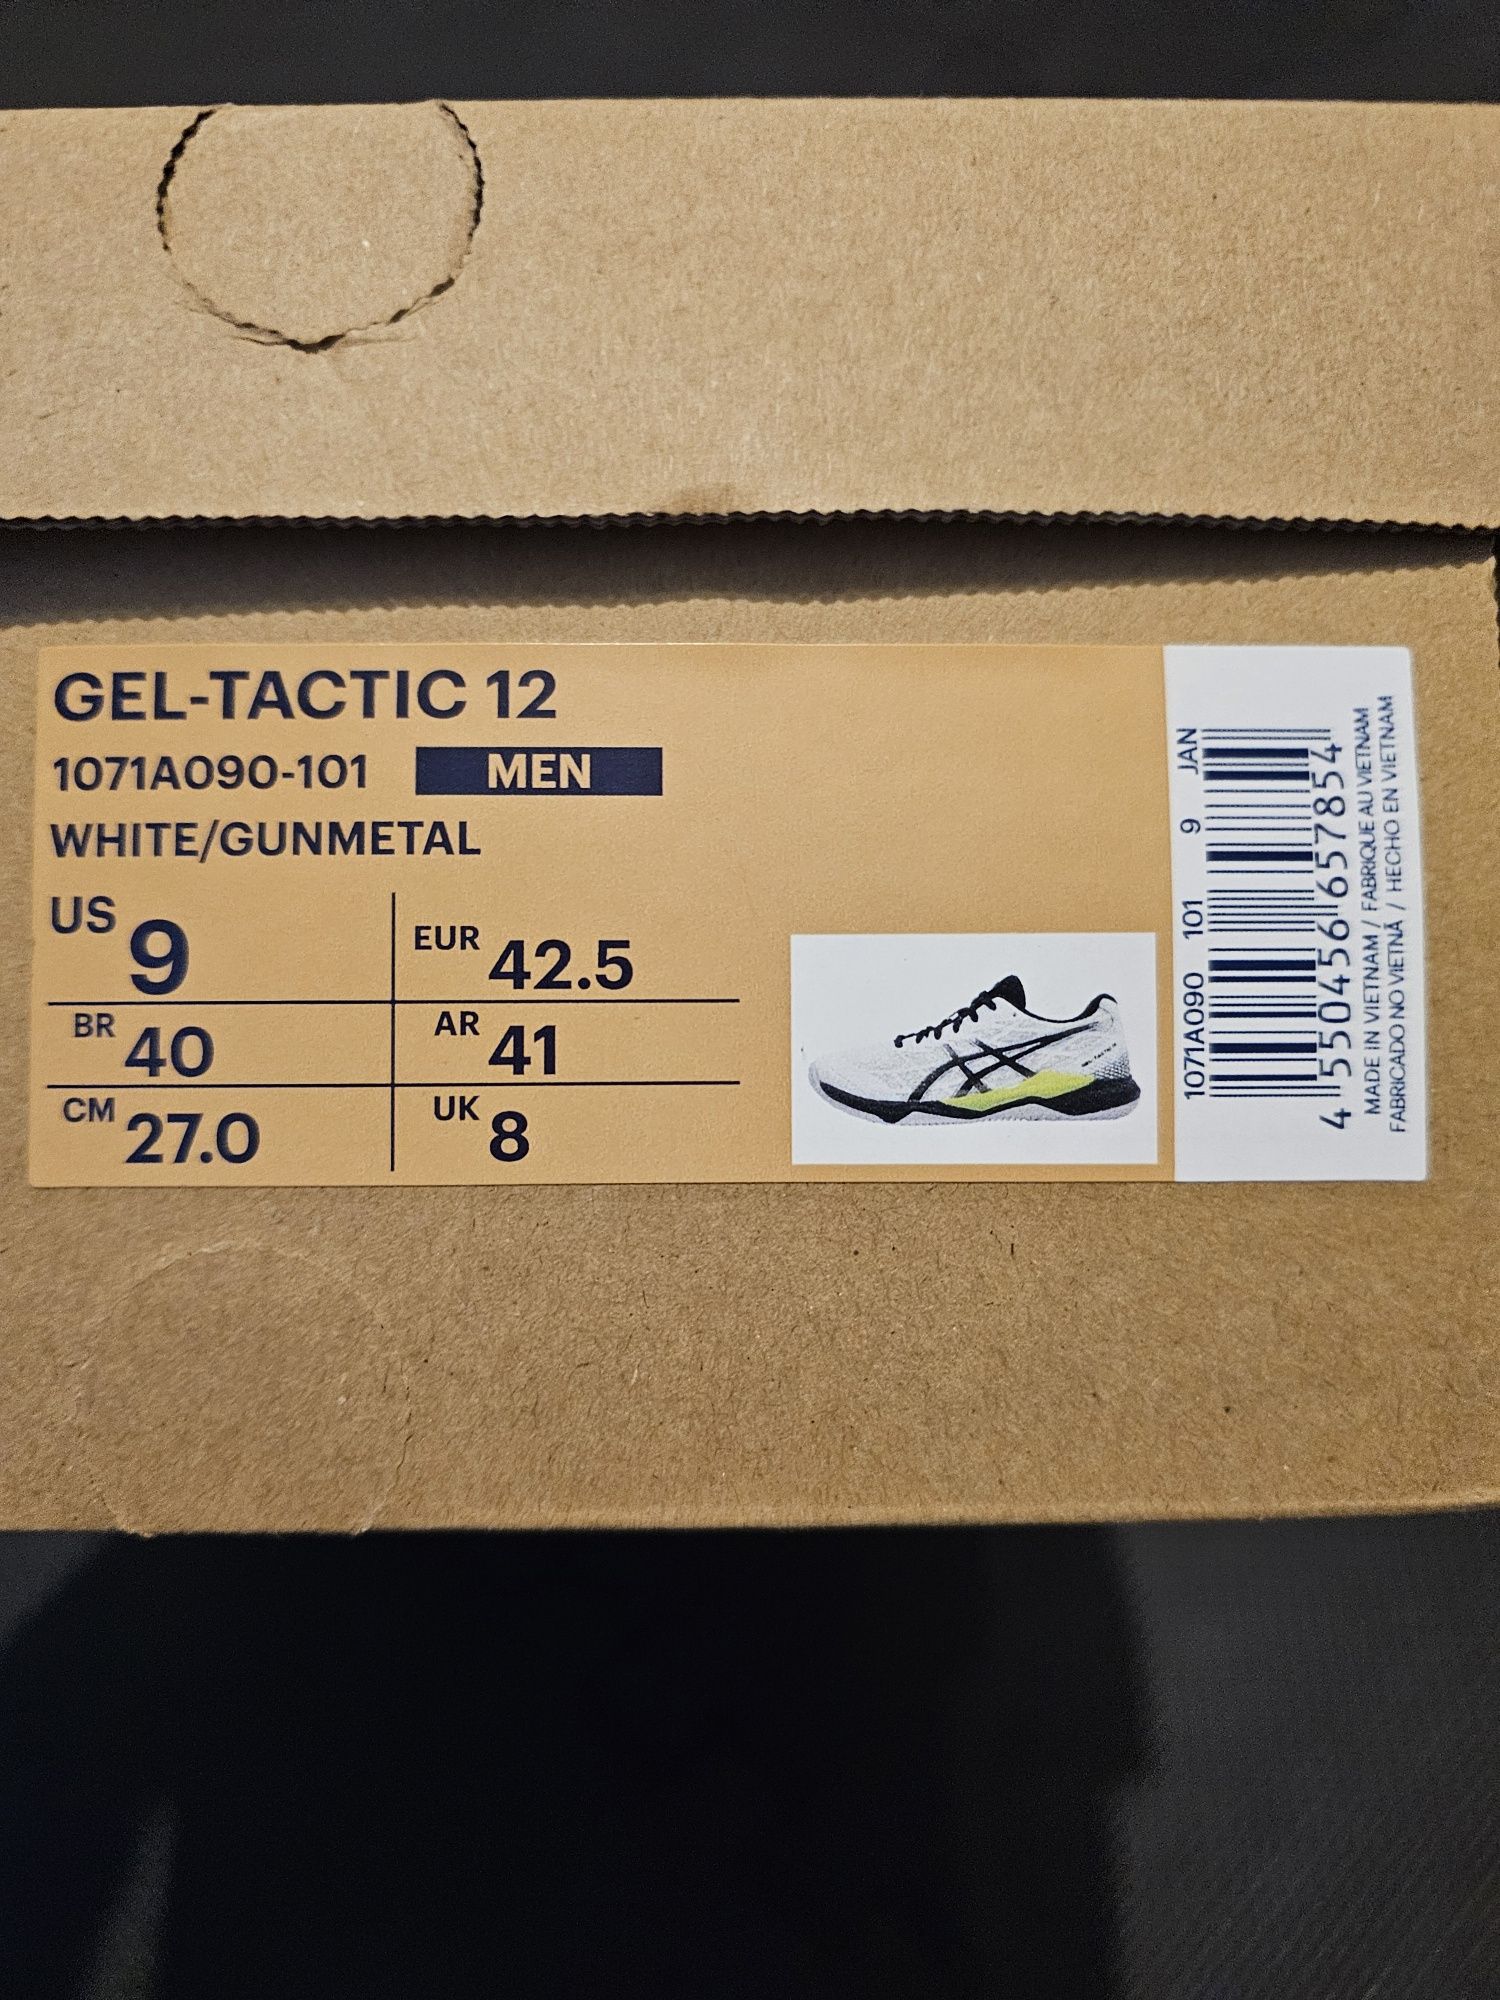 GEL-TACTIC 12
1071A090-101 MEN
WHITE/GUNMETAL
US 9 EUR 42.5
BR 40 AR 41
CM 27.0 UK 8
1071A090 101 9 JAN
4 550456 657854
MADE IN VIETNAM / FABRIQUE AU VIETNAM
FABRICADO NO VIETNÃ / HECHO EN VIETNAM